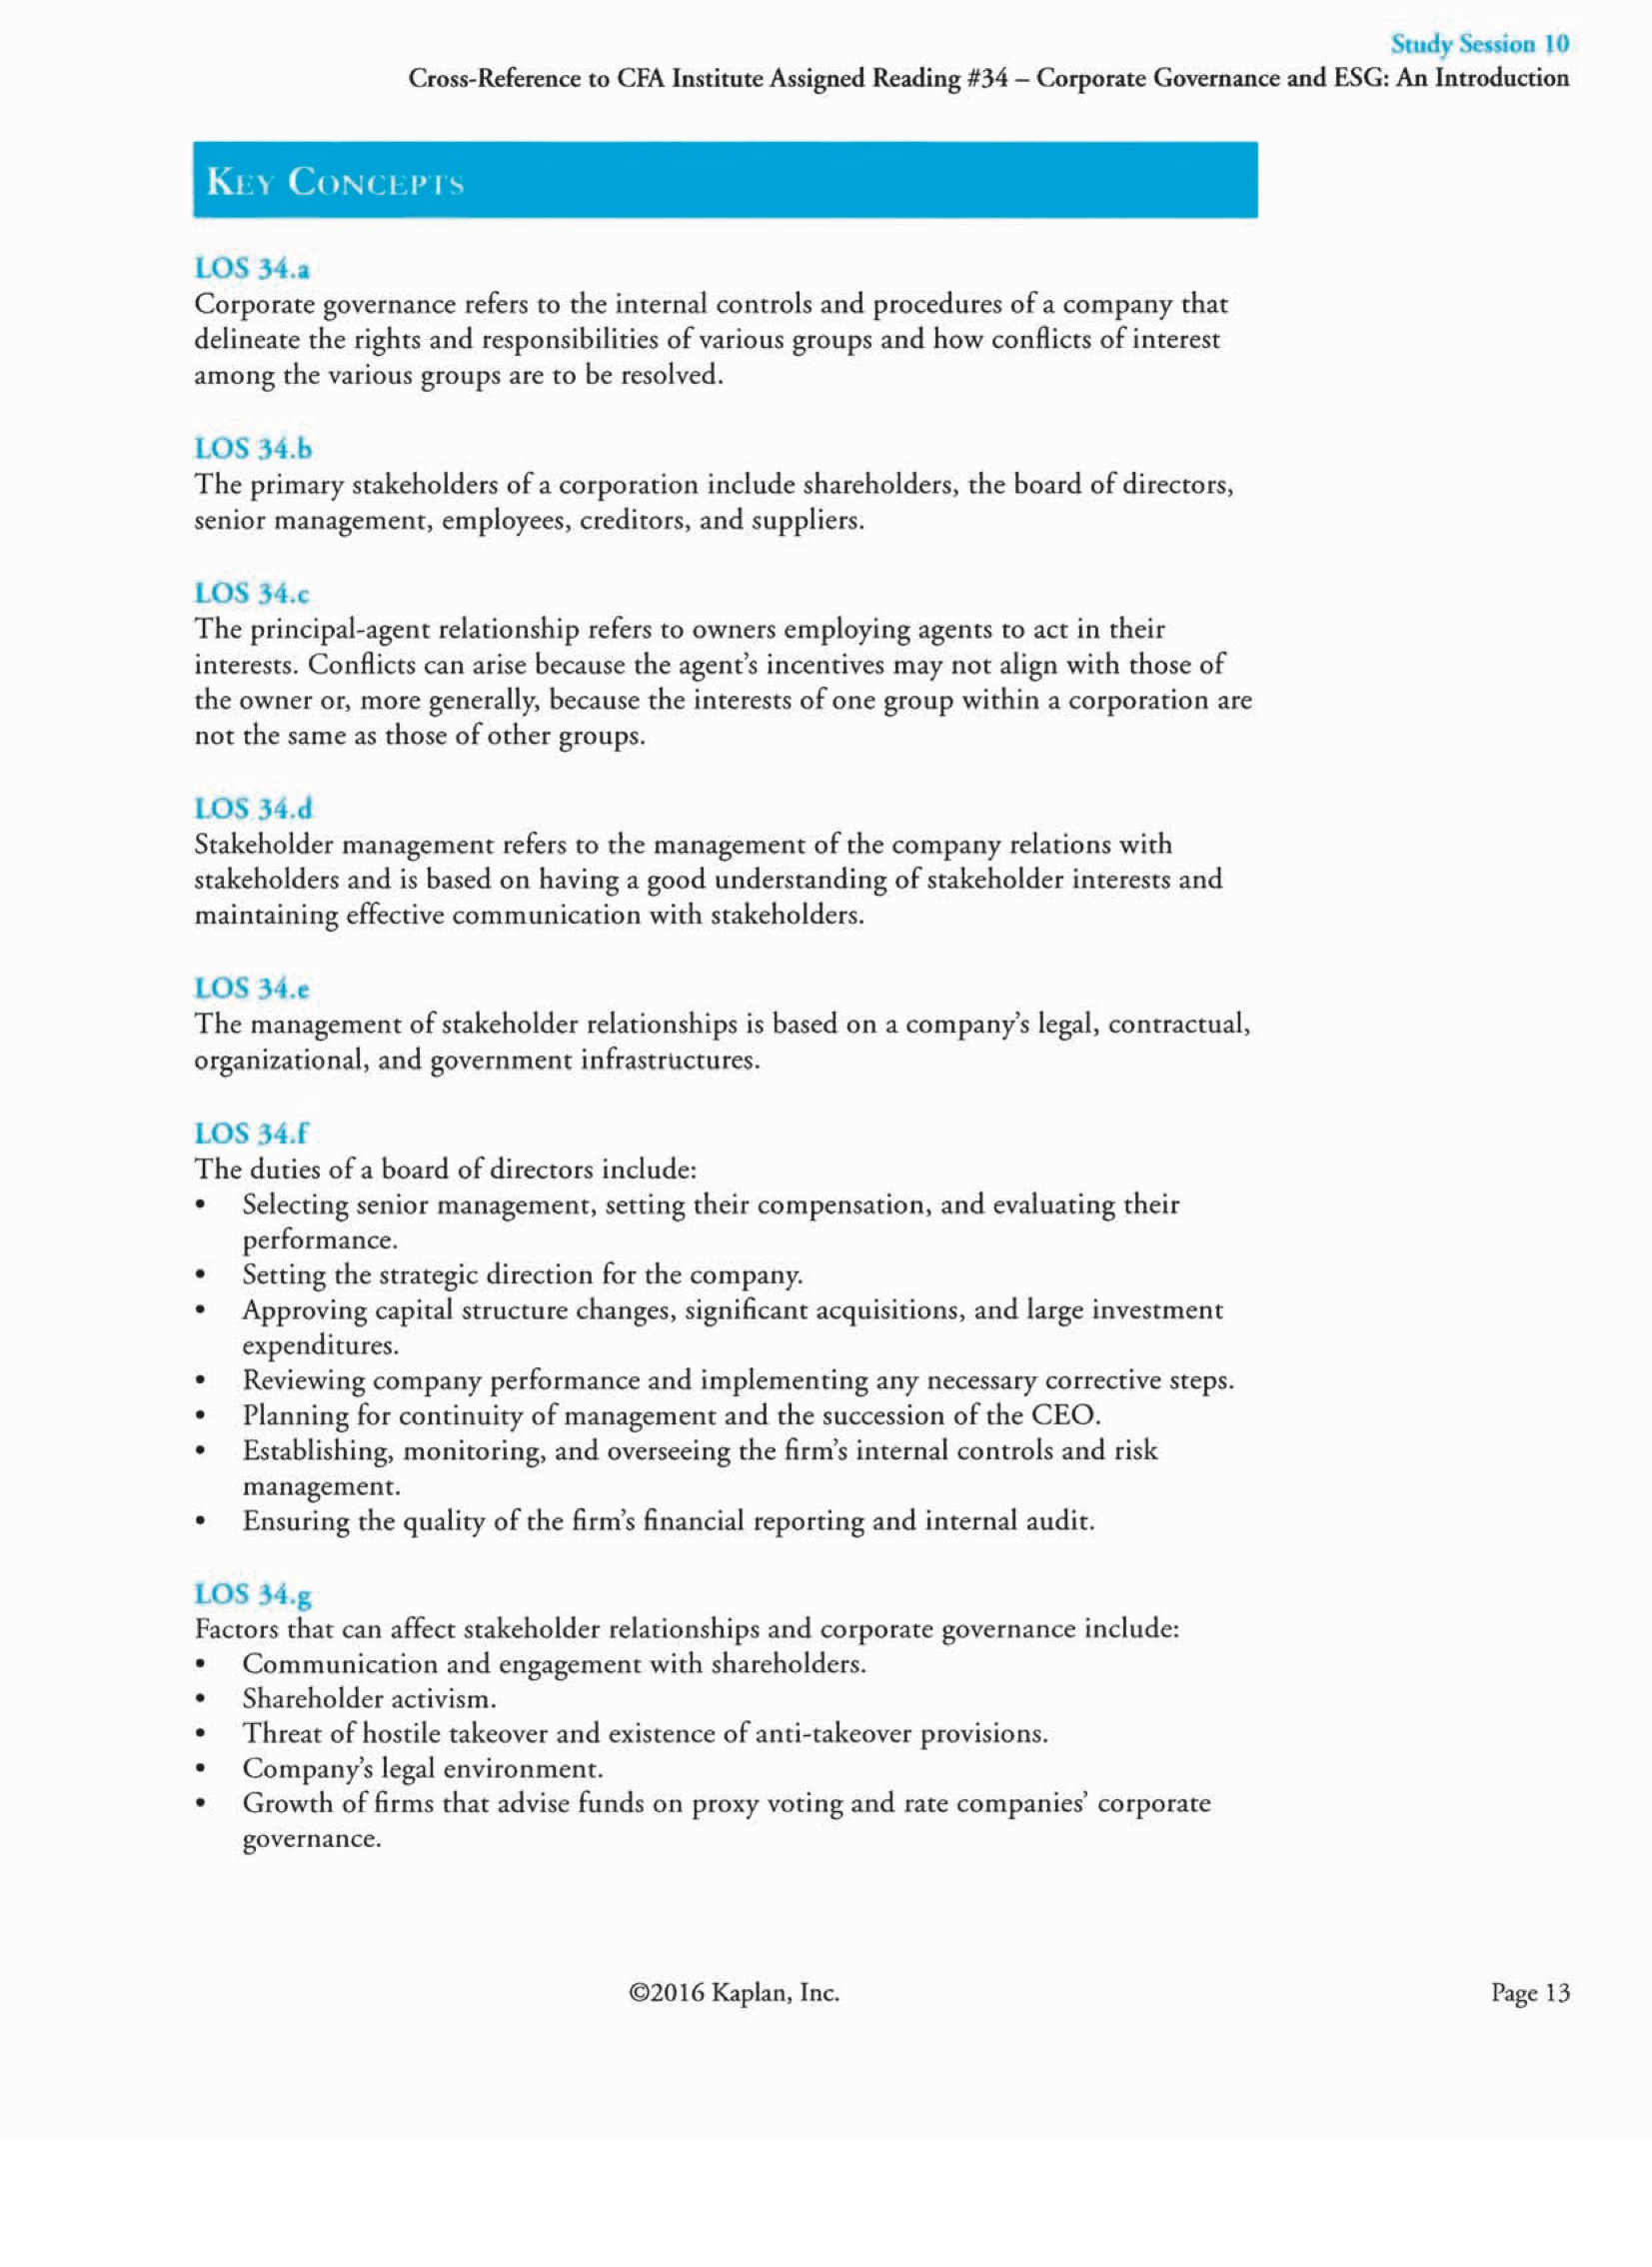 Study Session 10
Cross-Reference to CFA Institute Assigned Reading #34 – Corporate Governance and ESG: An Introduction
KEY CONCEPTS
LOS 34.a
Corporate governance refers to the internal controls and procedures of a company that
delineate the rights and responsibilities of various groups and how conflicts of interest
among the various groups are to be resolved.
LOS 34.b
The primary stakeholders of a corporation include shareholders, the board of directors,
senior management, employees, creditors, and suppliers.
LOS 34.c
The principal-agent relationship refers to owners employing agents to act in their
interests. Conflicts can arise because the agent's incentives may not align with those of
the owner or, more generally, because the interests of one group within a corporation are
not the same as those of other groups.
LOS 34.d
Stakeholder management refers to the management of the company relations with
stakeholders and is based on having a good understanding of stakeholder interests and
maintaining effective communication with stakeholders.
LOS 34.e
The management of stakeholder relationships is based on a company's legal, contractual,
organizational, and government infrastructures.
LOS 34.f
The duties of a board of directors include:
• Selecting senior management, setting their compensation, and evaluating their
performance.
• Setting the strategic direction for the company.
• Approving capital structure changes, significant acquisitions, and large investment
expenditures.
• Reviewing company performance and implementing any necessary corrective steps.
• Planning for continuity of management and the succession of the CEO.
• Establishing, monitoring, and overseeing the firm's internal controls and risk
management.
• Ensuring the quality of the firm's financial reporting and internal audit.
LOS 34.g
Factors that can affect stakeholder relationships and corporate governance include:
• Communication and engagement with shareholders.
• Shareholder activism.
• Threat of hostile takeover and existence of anti-takeover provisions.
• Company's legal environment.
• Growth of firms that advise funds on proxy voting and rate companies' corporate
governance.
©2016 Kaplan, Inc.
Page 13